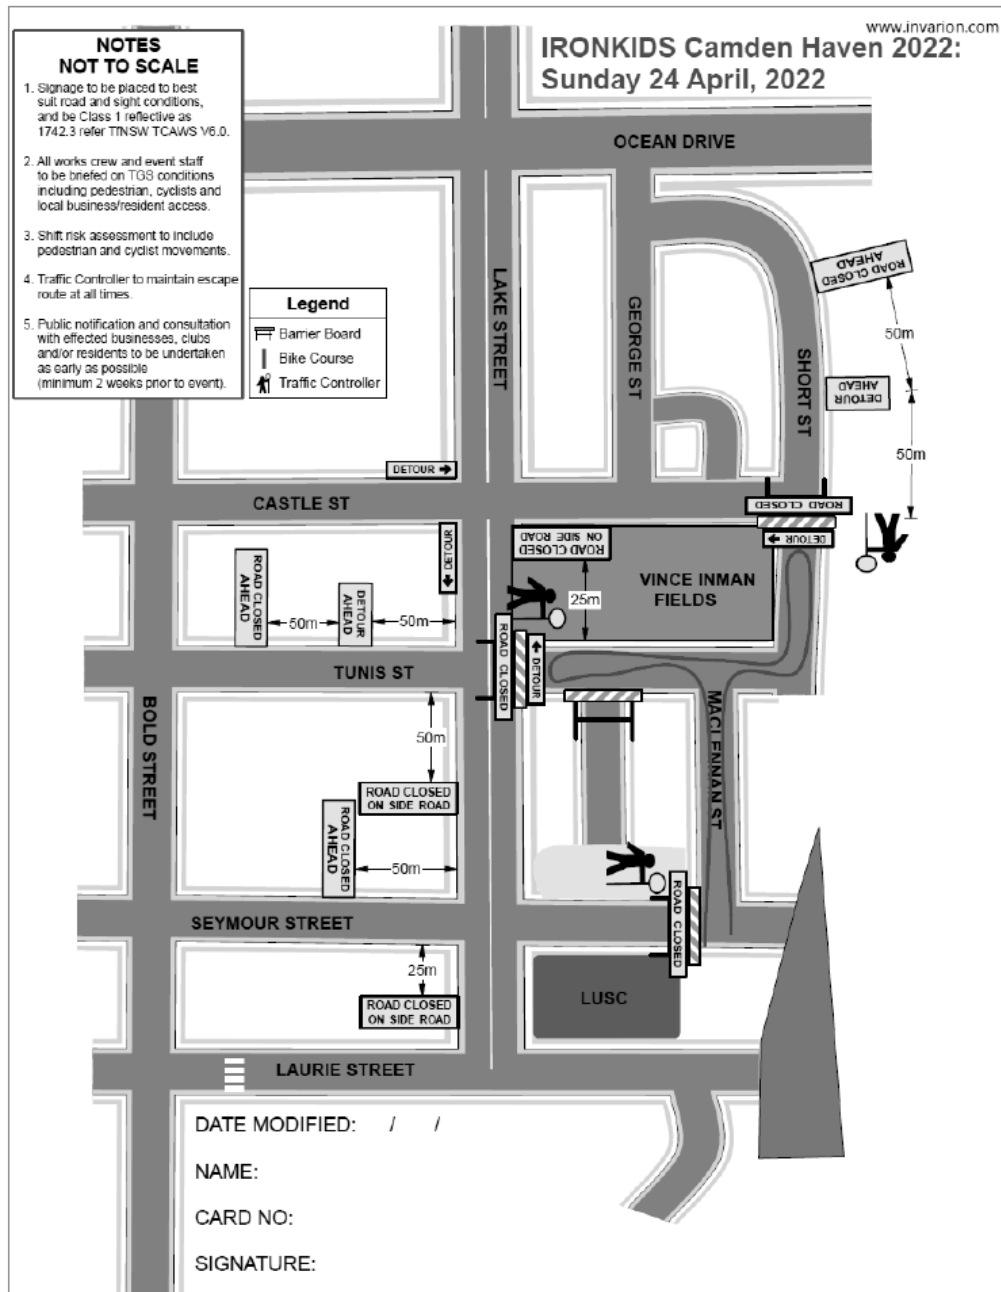 www.invarion.com
IRONKIDS Camden Haven 2022:
Sunday 24 April, 2022
NOTES
NOT TO SCALE
1. Signage to be placed to best
suit road and sight conditions,
and be Class 1 reflective as
1742.3 refer TfNSW TCAWS V6.0.
2. All works crew and event staff
to be briefed on TGS conditions
including pedestrian, cyclists and
local business/resident access.
3. Shift risk assessment to include
pedestrian and cyclist movements.
4. Traffic Controller to maintain escape
route at all times.
5. Public notification and consultation
with effected businesses, clubs
and/or residents to be undertaken
as early as possible
(minimum 2 weeks prior to event).
Legend
Barrier Board
Bike Course
Traffic Controller
OCEAN DRIVE
LAKE STREET
GEORGE ST
SHORT ST
ROAD CLOSED
AHEAD
50m
DETOUR
AHEAD
50m
DETOUR
CASTLE ST
ROAD CLOSED
DETOUR
DETOUR
ROAD CLOSED
ON SIDE ROAD
25m
VINCE INMAN
FIELDS
ROAD CLOSED
AHEAD
50m
DETOUR
AHEAD
50m
ROAD CLOSED
DETOUR
TUNIS ST
BOLD STREET
MACLENNAN ST
50m
ROAD CLOSED
ON SIDE ROAD
ROAD CLOSED
AHEAD
50m
SEYMOUR STREET
ROAD CLOSED
25m
ROAD CLOSED
ON SIDE ROAD
LUSC
LAURIE STREET
DATE MODIFIED: / /
NAME:
CARD NO:
SIGNATURE: